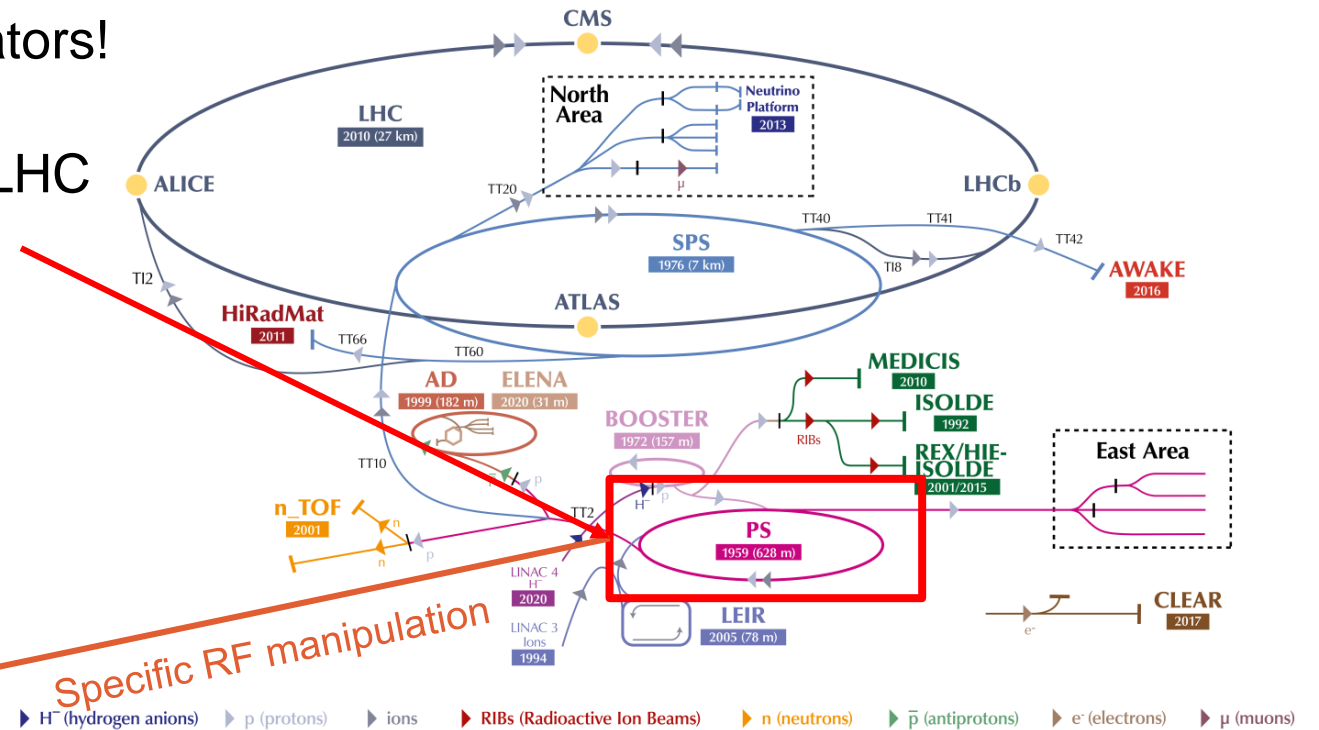 ators!
LHC
CMS
North
Area
Neutrino
Platform
2013
LHC
2010 (27 km)
μ
ALICE
LHCb
TT20
TT40
TT41
TT42
SPS
1976 (7 km)
TI8
AWAKE
2016
TI2
ATLAS
HiRadMat
2011
TT66
TT60
MEDICIS
2010
AD
1999 (182 m)
ELENA
2020 (31 m)
ISOLDE
1992
BOOSTER
1972 (157 m)
RIBs
REX/HIE-
ISOLDE
2001/2015
East Area
TT10
p
H⁻
p
n_TOF
2001
n
n
p
TT2
PS
1959 (628 m)
LINAC 4
H⁻
2020
LINAC 3
Ions
1994
LEIR
2005 (78 m)
CLEAR
2017
e⁻
Specific RF manipulation
H⁻ (hydrogen anions)
p (protons)
ions
RIBs (Radioactive Ion Beams)
n (neutrons)
p̅ (antiprotons)
e⁻ (electrons)
μ (muons)